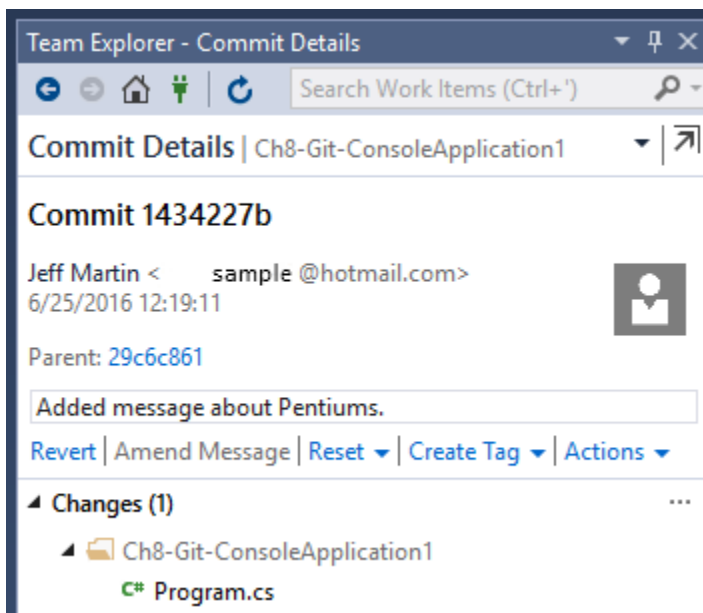 Team Explorer - Commit Details
Search Work Items (Ctrl+')
Commit Details | Ch8-Git-ConsoleApplication1
Commit 1434227b
Jeff Martin < sample @hotmail.com>
6/25/2016 12:19:11
Parent: 29c6c861
Added message about Pentiums.
Revert | Amend Message | Reset | Create Tag | Actions
Changes (1) ...
Ch8-Git-ConsoleApplication1
C# Program.cs